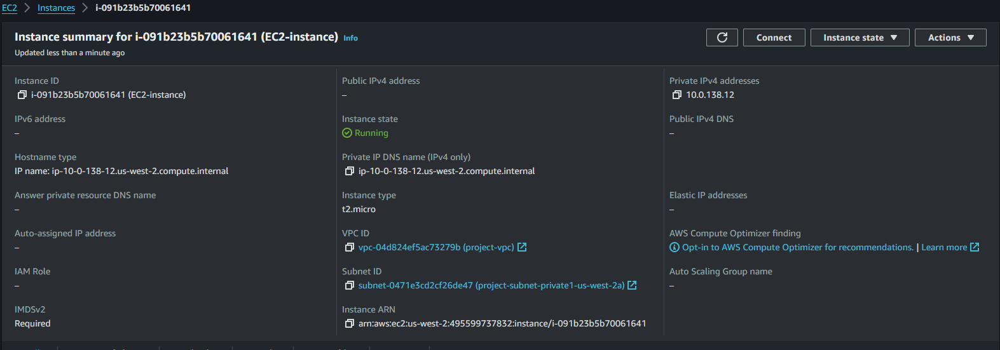 EC2 > Instances > i-091b23b5b70061641
Instance summary for i-091b23b5b70061641 (EC2-instance) Info
Updated less than a minute ago
Connect
Instance state
Actions
Instance ID
i-091b23b5b70061641 (EC2-instance)
Public IPv4 address
–
Private IPv4 addresses
10.0.138.12
IPv6 address
–
Instance state
Running
Public IPv4 DNS
–
Hostname type
IP name: ip-10-0-138-12.us-west-2.compute.internal
Private IP DNS name (IPv4 only)
ip-10-0-138-12.us-west-2.compute.internal
Answer private resource DNS name
–
Instance type
t2.micro
Elastic IP addresses
–
Auto-assigned IP address
–
VPC ID
vpc-04d824ef5ac73279b (project-vpc)
AWS Compute Optimizer finding
Opt-in to AWS Compute Optimizer for recommendations. | Learn more
IAM Role
–
Subnet ID
subnet-0471e3cd2cf26de47 (project-subnet-private1-us-west-2a)
Auto Scaling Group name
–
IMDSv2
Required
Instance ARN
arn:aws:ec2:us-west-2:495599737832:instance/i-091b23b5b70061641